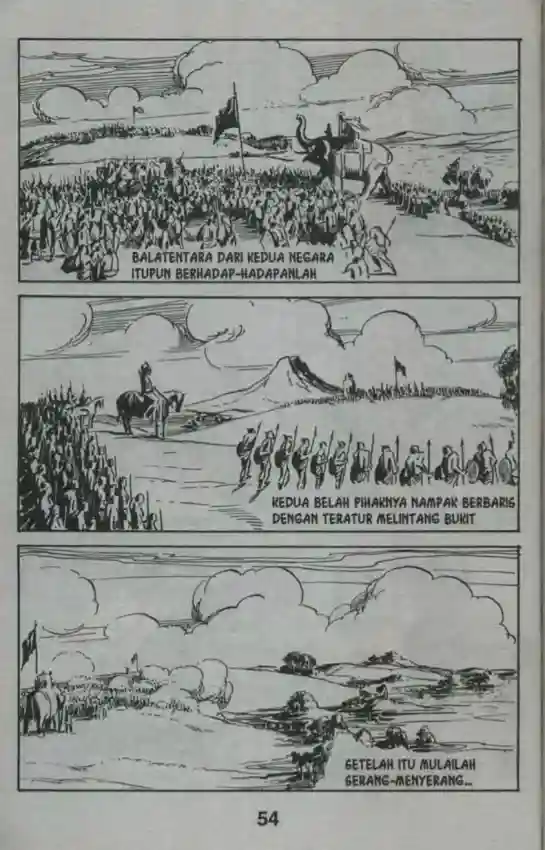 BALATENTARA DARI KEDUA NEGARA
ITUPUN BERHADAP-HADAPANLAH
KEDUA BELAH PIHAKNYA NAMPAK BERBARIS
DENGAN TERATUR MELINTANG BUKIT
SETELAH ITU MULAILAH
SERANG-MENYERANG...
54